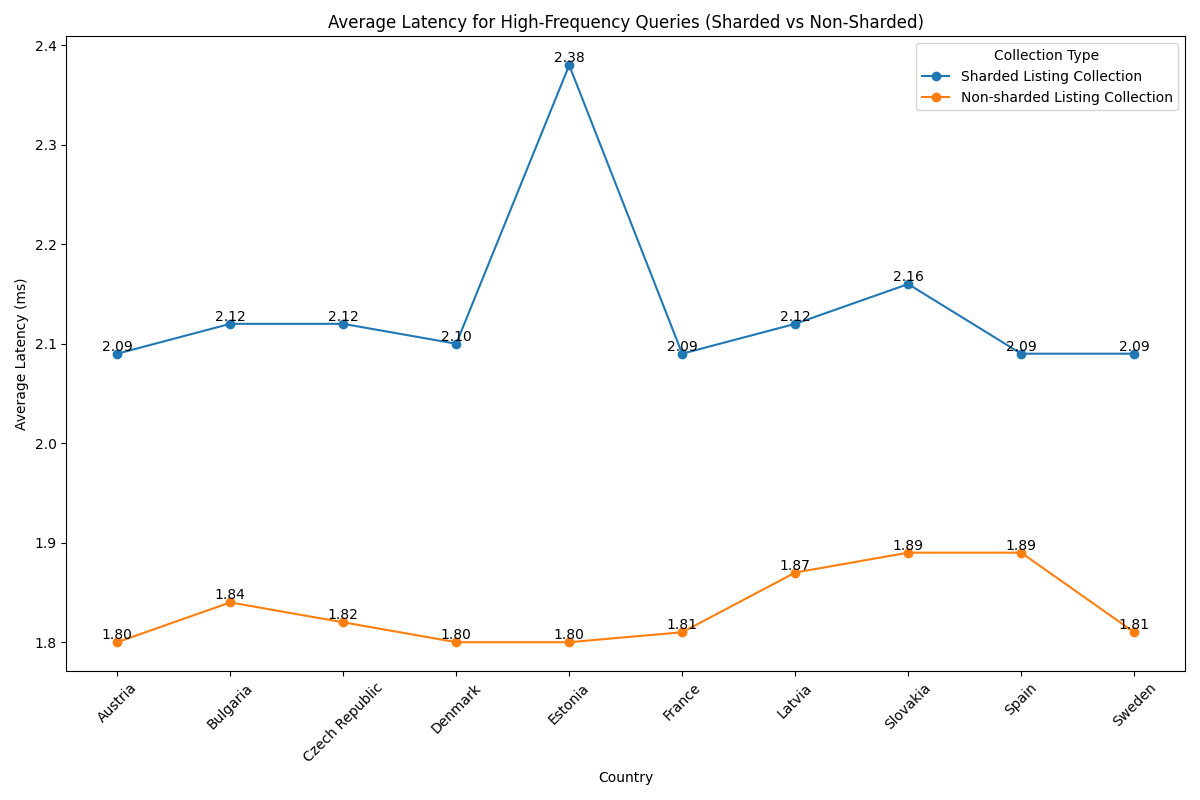 Average Latency for High-Frequency Queries (Sharded vs Non-Sharded)
Collection Type
Sharded Listing Collection
Non-sharded Listing Collection
Average Latency (ms)
2.4
2.3
2.2
2.1
2.0
1.9
1.8
2.09
2.12
2.12
2.10
2.38
2.09
2.12
2.16
2.09
2.09
1.80
1.84
1.82
1.80
1.80
1.81
1.87
1.89
1.89
1.81
Austria
Bulgaria
Czech Republic
Denmark
Estonia
France
Latvia
Slovakia
Spain
Sweden
Country